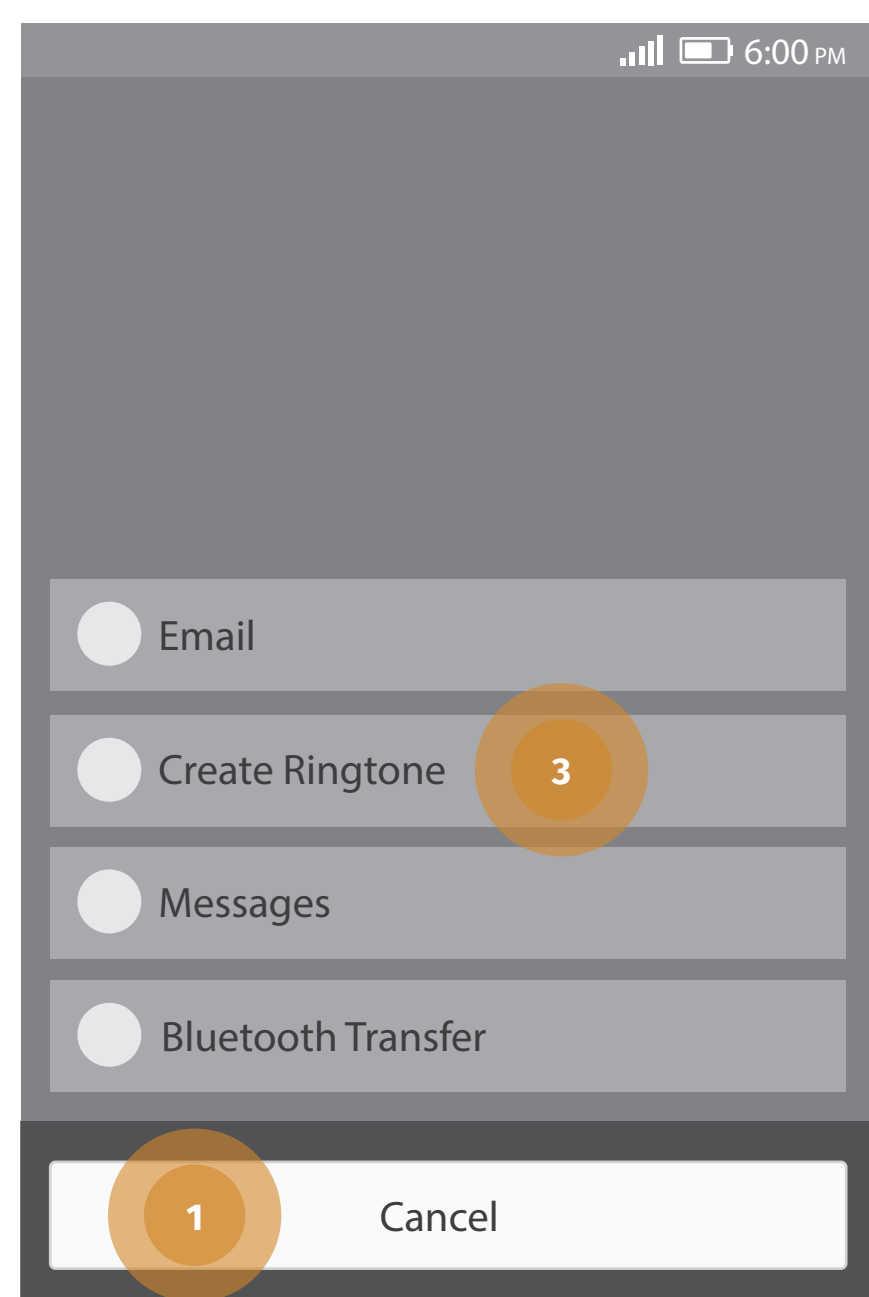 6:00 PM
Email
Create Ringtone 3
Messages
Bluetooth Transfer
1 Cancel